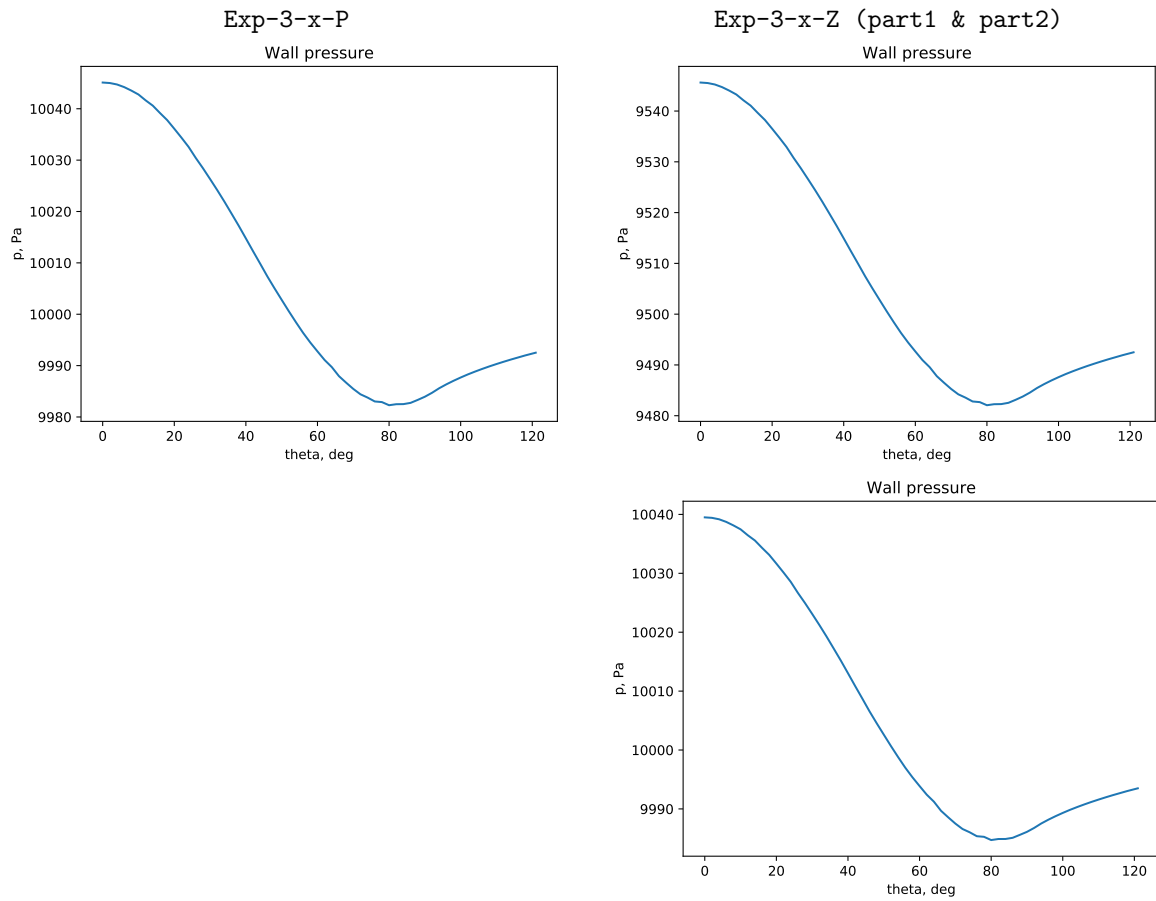 Exp-3-x-P
Wall pressure
10040
10030
10020
10010
10000
9990
9980
p, Pa
0 20 40 60 80 100 120
theta, deg
Exp-3-x-Z (part1 & part2)
Wall pressure
9540
9530
9520
9510
9500
9490
9480
p, Pa
0 20 40 60 80 100 120
theta, deg
Wall pressure
10040
10030
10020
10010
10000
9990
p, Pa
0 20 40 60 80 100 120
theta, deg